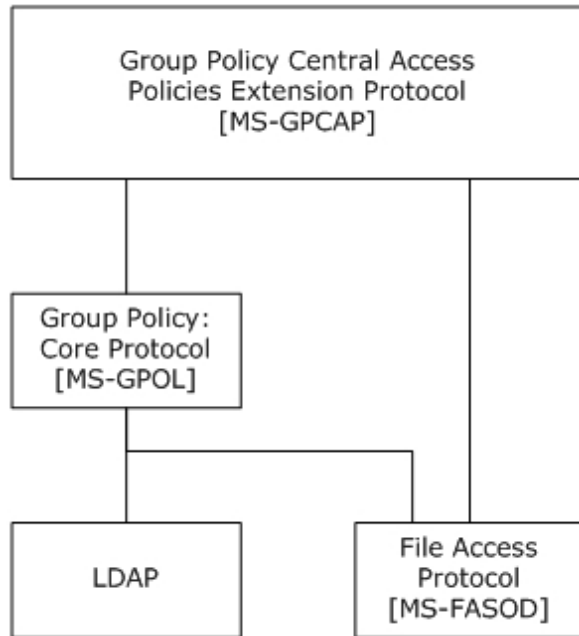 Group Policy Central Access
Policies Extension Protocol
[MS-GPCAP]
Group Policy:
Core Protocol
[MS-GPOL]
LDAP
File Access
Protocol
[MS-FASOD]